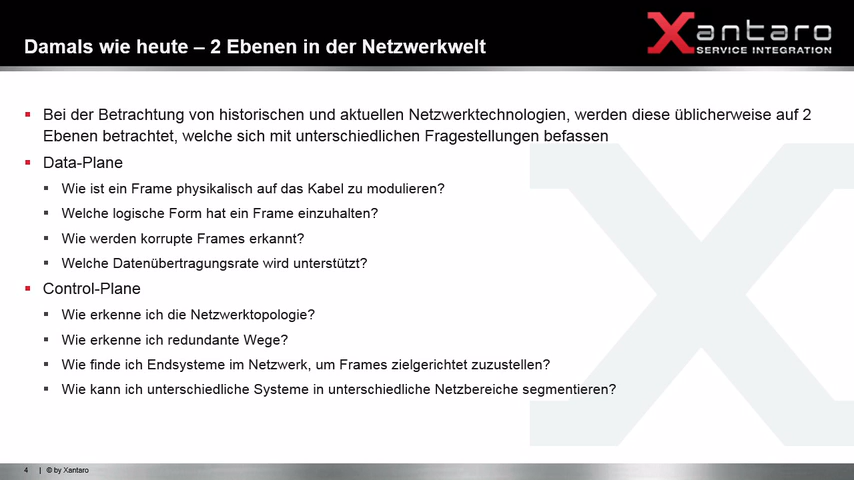 Damals wie heute – 2 Ebenen in der Netzwerkwelt
Xantaro
SERVICE INTEGRATION
Bei der Betrachtung von historischen und aktuellen Netzwerktechnologien, werden diese üblicherweise auf 2
Ebenen betrachtet, welche sich mit unterschiedlichen Fragestellungen befassen
Data-Plane
Wie ist ein Frame physikalisch auf das Kabel zu modulieren?
Welche logische Form hat ein Frame einzuhalten?
Wie werden korrupte Frames erkannt?
Welche Datenübertragungsrate wird unterstützt?
Control-Plane
Wie erkenne ich die Netzwerktopologie?
Wie erkenne ich redundante Wege?
Wie finde ich Endsysteme im Netzwerk, um Frames zielgerichtet zuzustellen?
Wie kann ich unterschiedliche Systeme in unterschiedliche Netzbereiche segmentieren?
4 | © by Xantaro